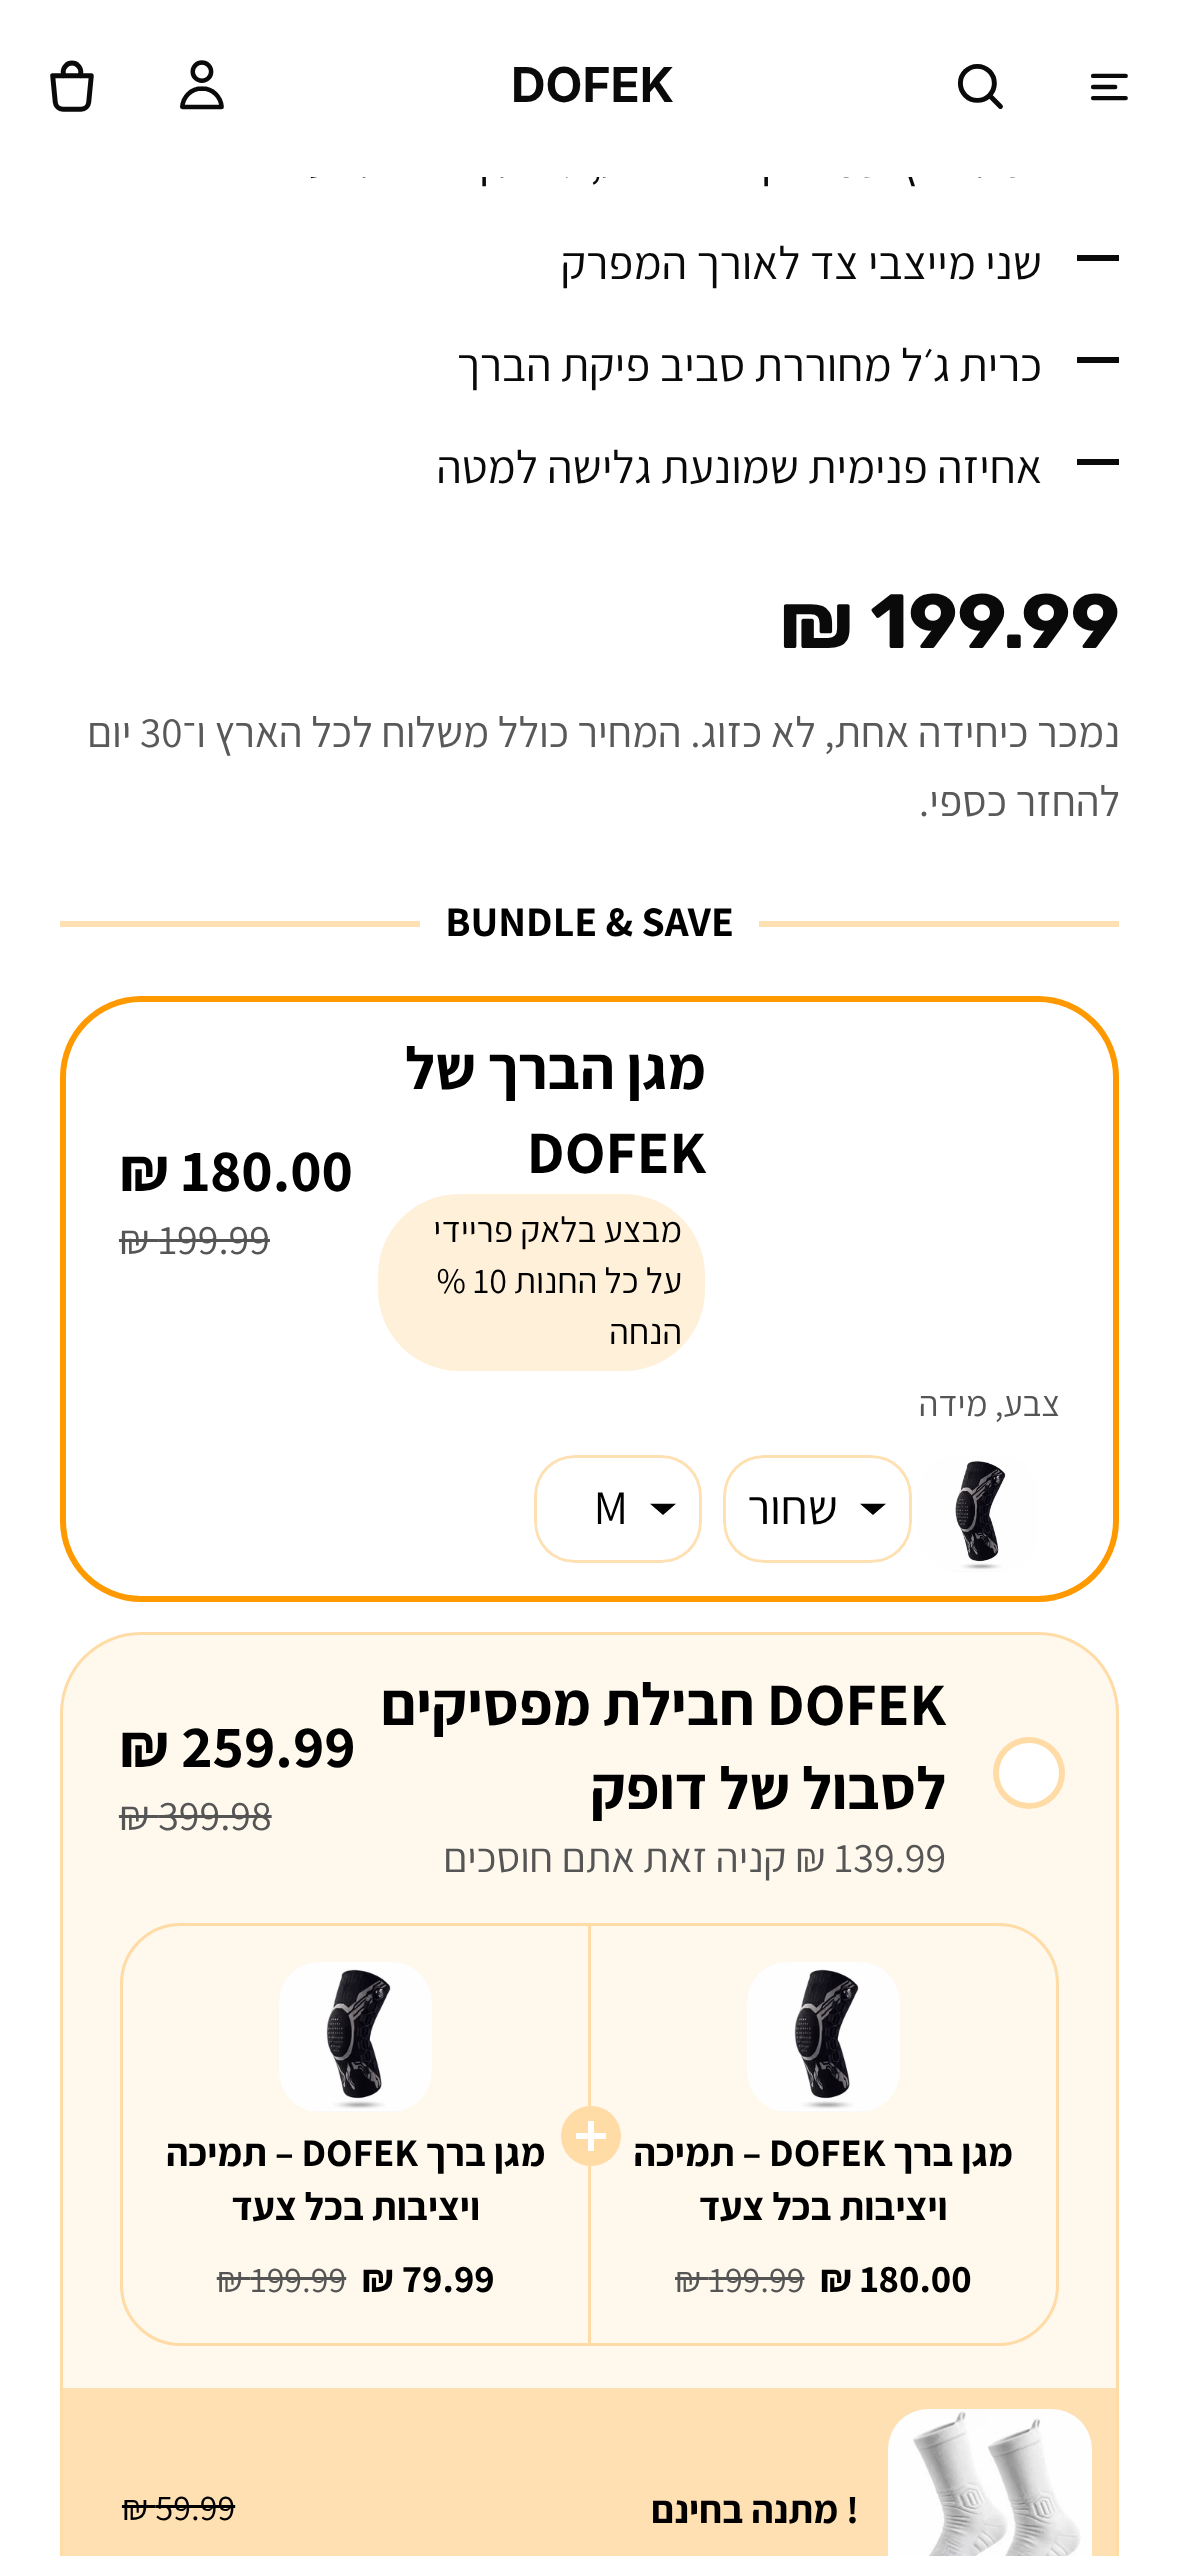 DOFEK
שני מייצבי צד לאורך המפרק
כרית ג׳ל מחוררת סביב פיקת הברך
אחיזה פנימית שמונעת גלישה למטה
199.99 ₪
נמכר כיחידה אחת, לא כזוג. המחיר כולל משלוח לכל הארץ ו־30 יום
להחזר כספי.
BUNDLE & SAVE
מגן הברך של
DOFEK
180.00 ₪
199.99 ₪
מבצע בלאק פריידי
על כל החנות 10 %
הנחה
צבע, מידה
שחור
M
DOFEK חבילת מפסיקים
לסבול של דופק
259.99 ₪
399.98 ₪
139.99 ₪ קניה זאת אתם חוסכים
מגן ברך DOFEK – תמיכה
ויציבות בכל צעד
180.00 ₪ 199.99 ₪
מגן ברך DOFEK – תמיכה
ויציבות בכל צעד
79.99 ₪ 199.99 ₪
! מתנה בחינם
59.99 ₪